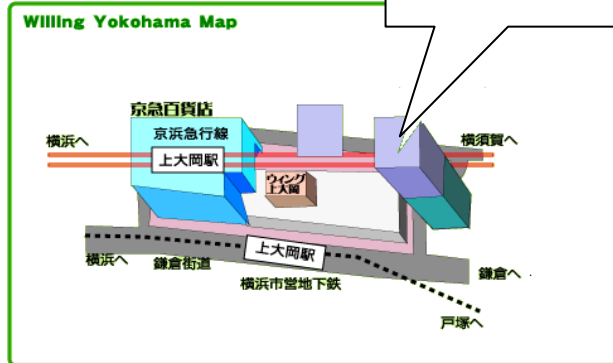 Willing Yokohama Map
京急百貨店
京浜急行線
横浜へ
上大岡駅
横須賀へ
ウィング
上大岡
上大岡駅
横浜へ
鎌倉街道
横浜市営地下鉄
鎌倉へ
戸塚へ